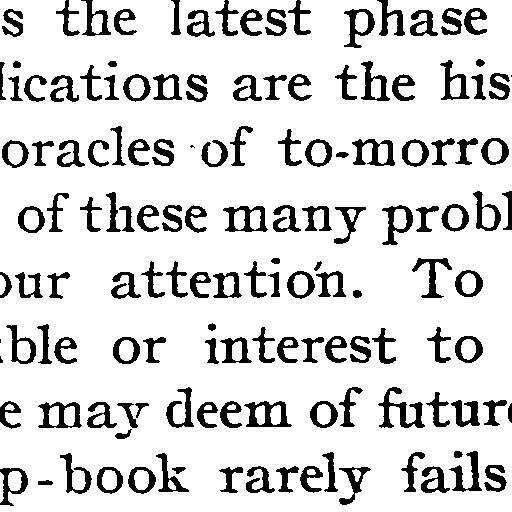 s the latest phase
lications are the his
oracles of to-morro
of these many probl
our attention. To
ble or interest to
e may deem of future
p-book rarely fails